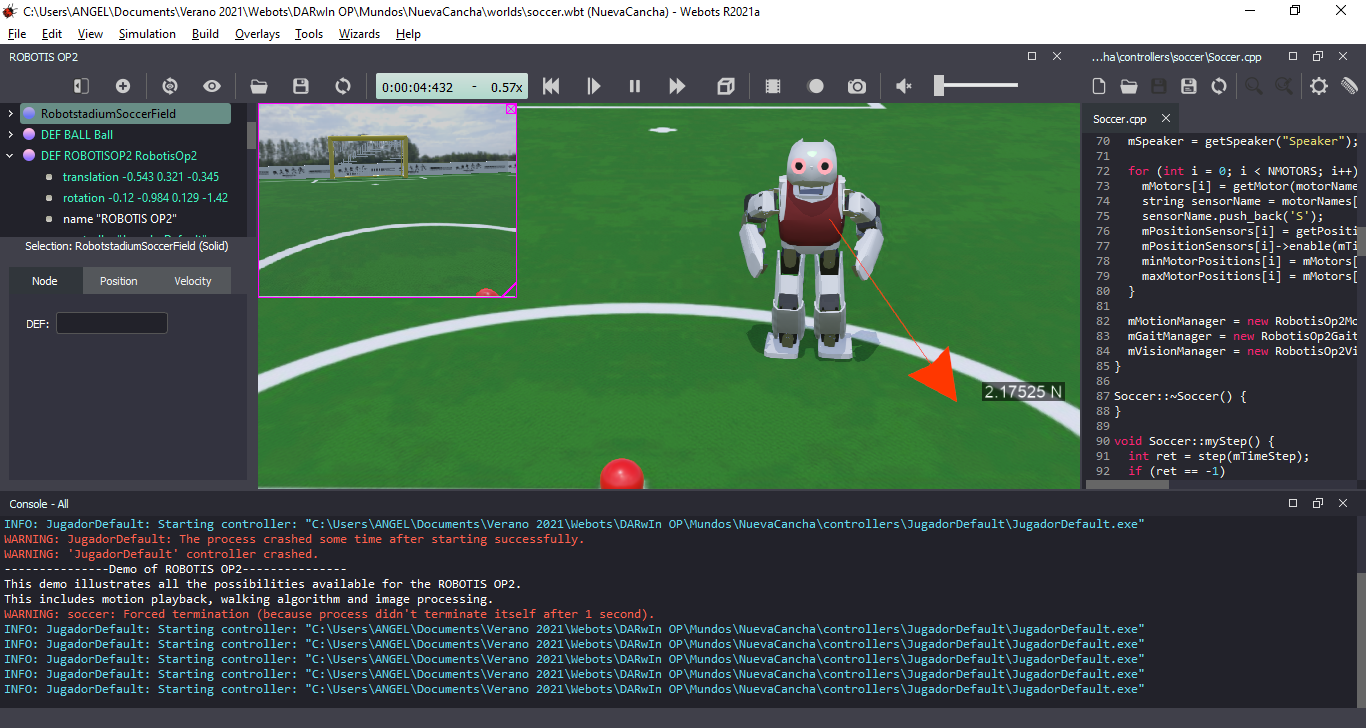 C:\Users\ANGEL\Documents\Verano 2021\Webots\DARwIn OP\Mundos\NuevaCancha\worlds\soccer.wbt (NuevaCancha) - Webots R2021a
File Edit View Simulation Build Overlays Tools Wizards Help
ROBOTIS OP2
...ha\controllers\soccer\Soccer.cpp
0:00:04:432 - 0.57x
RobotstadiumSoccerField
DEF BALL Ball
DEF ROBOTISOP2 RobotisOp2
translation -0.543 0.321 -0.345
rotation -0.12 -0.984 0.129 -1.42
name "ROBOTIS OP2"
Selection: RobotstadiumSoccerField (Solid)
Node Position Velocity
DEF:
2.17525 N
Soccer.cpp
70 mSpeaker = getSpeaker("Speaker");
71
72 for (int i = 0; i < NMOTORS; i++)
73 mMotors[i] = getMotor(motorName
74 string sensorName = motorNames[
75 sensorName.push_back('S');
76 mPositionSensors[i] = getPositi
77 mPositionSensors[i]->enable(mTi
78 minMotorPositions[i] = mMotors[
79 maxMotorPositions[i] = mMotors[
80 }
81
82 mMotionManager = new RobotisOp2Mo
83 mGaitManager = new RobotisOp2Gait
84 mVisionManager = new RobotisOp2Vi
85 }
86
87 Soccer::~Soccer() {
88 }
89
90 void Soccer::myStep() {
91 int ret = step(mTimeStep);
92 if (ret == -1)
Console - All
INFO: JugadorDefault: Starting controller: "C:\Users\ANGEL\Documents\Verano 2021\Webots\DARwIn OP\Mundos\NuevaCancha\controllers\JugadorDefault\JugadorDefault.exe"
WARNING: JugadorDefault: The process crashed some time after starting successfully.
WARNING: 'JugadorDefault' controller crashed.
---------------Demo of ROBOTIS OP2---------------
This demo illustrates all the possibilities available for the ROBOTIS OP2.
This includes motion playback, walking algorithm and image processing.
WARNING: soccer: Forced termination (because process didn't terminate itself after 1 second).
INFO: JugadorDefault: Starting controller: "C:\Users\ANGEL\Documents\Verano 2021\Webots\DARwIn OP\Mundos\NuevaCancha\controllers\JugadorDefault\JugadorDefault.exe"
INFO: JugadorDefault: Starting controller: "C:\Users\ANGEL\Documents\Verano 2021\Webots\DARwIn OP\Mundos\NuevaCancha\controllers\JugadorDefault\JugadorDefault.exe"
INFO: JugadorDefault: Starting controller: "C:\Users\ANGEL\Documents\Verano 2021\Webots\DARwIn OP\Mundos\NuevaCancha\controllers\JugadorDefault\JugadorDefault.exe"
INFO: JugadorDefault: Starting controller: "C:\Users\ANGEL\Documents\Verano 2021\Webots\DARwIn OP\Mundos\NuevaCancha\controllers\JugadorDefault\JugadorDefault.exe"
INFO: JugadorDefault: Starting controller: "C:\Users\ANGEL\Documents\Verano 2021\Webots\DARwIn OP\Mundos\NuevaCancha\controllers\JugadorDefault\JugadorDefault.exe"